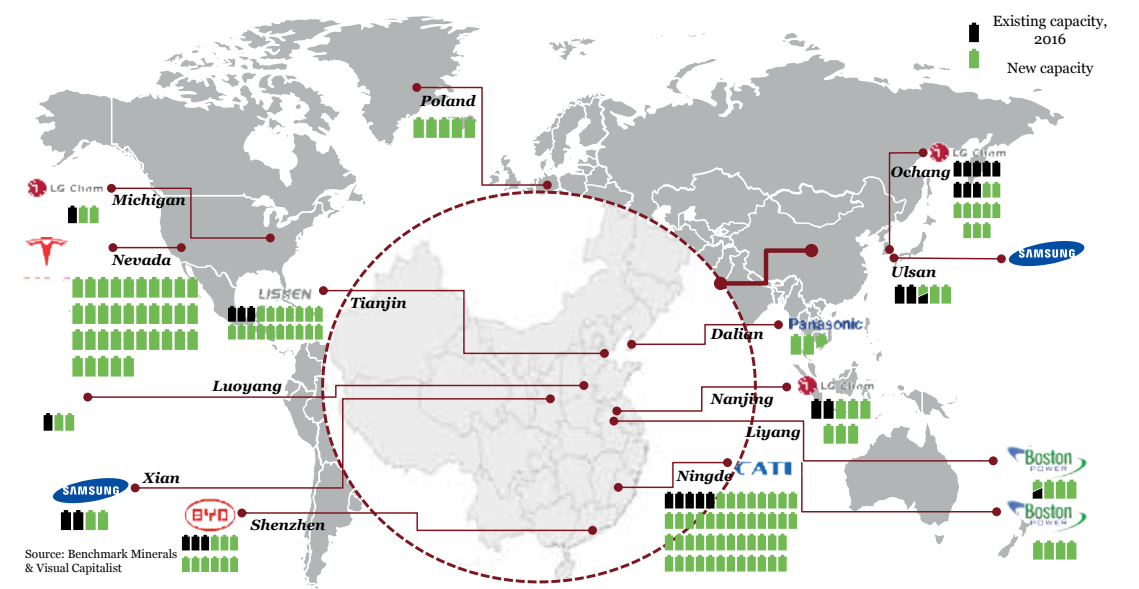 Existing capacity,
2016
New capacity
Poland
LG Chem
Ochang
LG Chem
Michigan
Nevada
SAMSUNG
Ulsan
LISHEN
Tianjin
Panasonic
Dalian
Luoyang
LG Chem
Nanjing
Liyang
Boston
POWER
Xian
SAMSUNG
Ningde
CATL
BYD
Shenzhen
Boston
POWER
Source: Benchmark Minerals
& Visual Capitalist